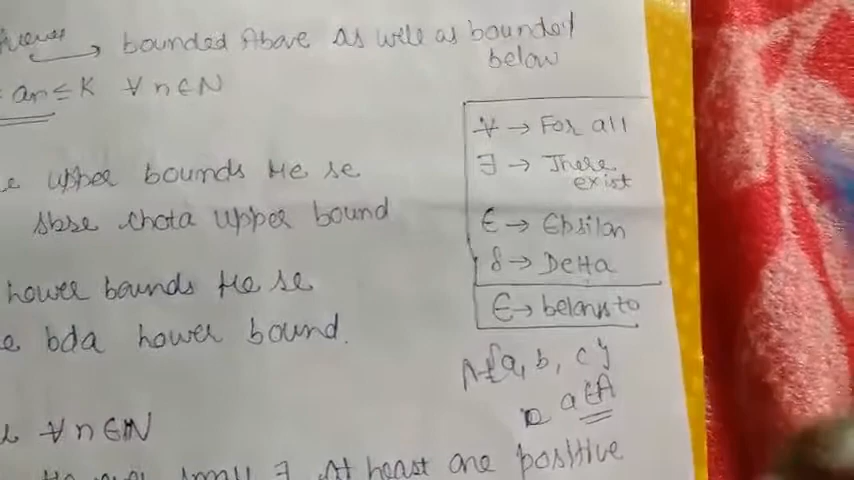 bounded Above as well as bounded
below
an ≤ K ∀ n ∈ N
∀ → For all
∃ → There
exist
upper bounds Me se
sbse chota upper bound
ϵ → Epsilon
δ → Delta
lower bounds Me se
bda lower bound.
∈ → belongs to
A={a, b, c}
a ∈ A
∀ n ∈ N
small ∃ At least one positive